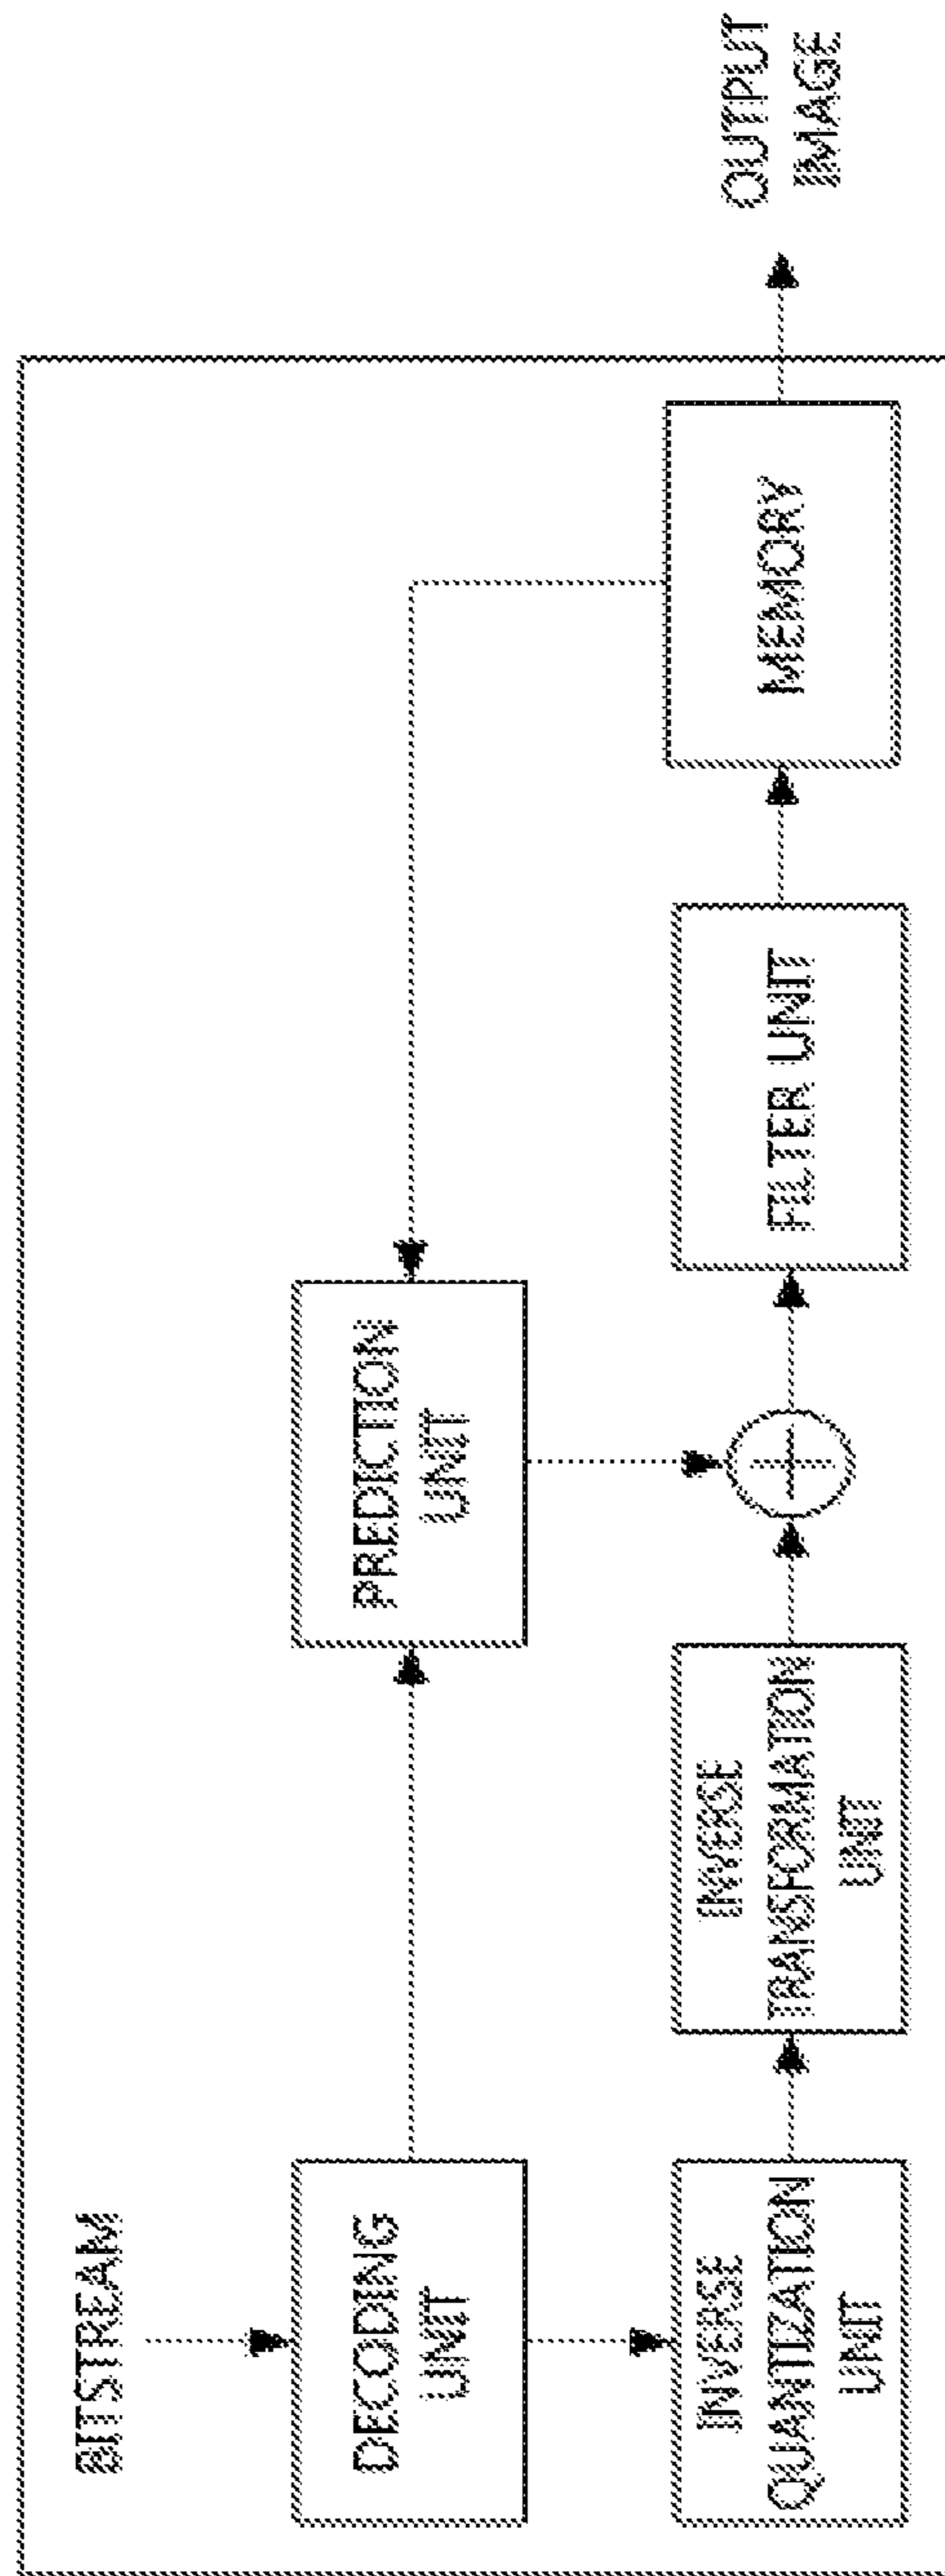 BITSTREAM
DECODING
UNIT
PREDICTION
UNIT
INVERSE
QUANTIZATION
UNIT
INVERSE
TRANSFORMATION
UNIT
FILTER UNIT
MEMORY
OUTPUT
IMAGE